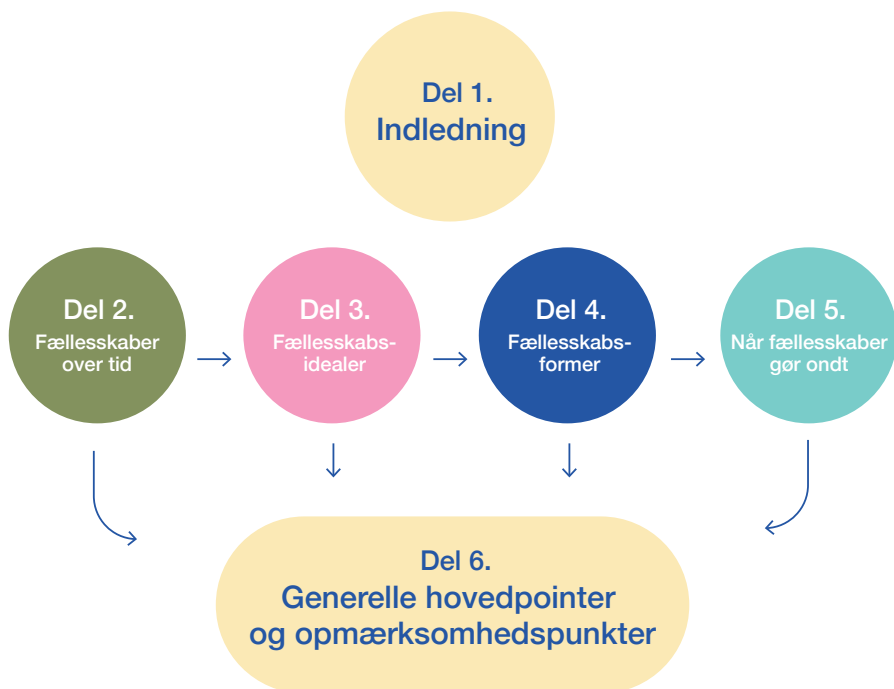 Del 1.
Indledning
Del 2.
Fællesskaber
over tid
Del 3.
Fællesskabs-
idealer
Del 4.
Fællesskabs-
former
Del 5.
Når fællesskaber
gør ondt
Del 6.
Generelle hovedpointer
og opmærksomhedspunkter